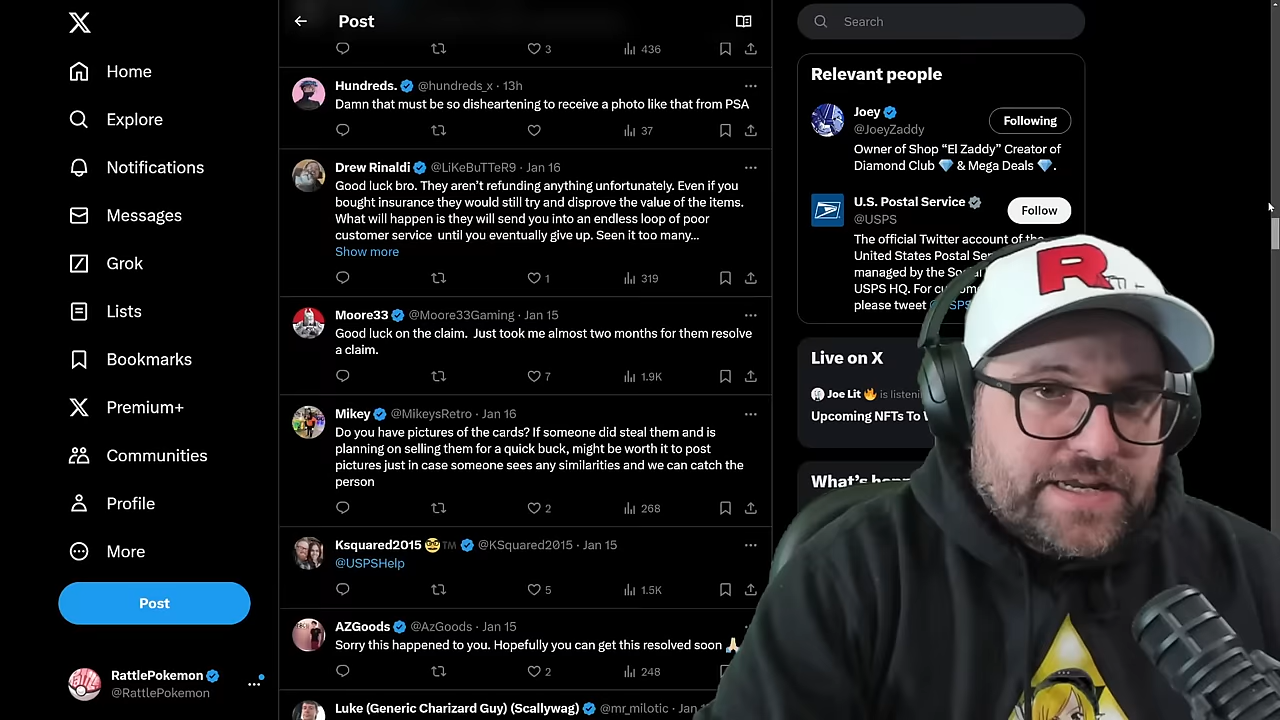 Home
Explore
Notifications
Messages
Grok
Lists
Bookmarks
Premium+
Communities
Profile
More
Post
RattlePokemon
@RattlePokemon
Post
3
436
Hundreds. @hundreds_x · 13h
Damn that must be so disheartening to receive a photo like that from PSA
37
Drew Rinaldi @LiKeBuTTeR9 · Jan 16
Good luck bro. They aren't refunding anything unfortunately. Even if you
bought insurance they would still try and disprove the value of the items.
What will happen is they will send you into an endless loop of poor
customer service until you eventually give up. Seen it too many...
Show more
1
319
Moore33 @Moore33Gaming · Jan 15
Good luck on the claim. Just took me almost two months for them resolve
a claim.
7
1.9K
Mikey @MikeysRetro · Jan 16
Do you have pictures of the cards? If someone did steal them and is
planning on selling them for a quick buck, might be worth it to post
pictures just in case someone sees any similarities and we can catch the
person
2
268
Ksquared2015 🤓™ @KSquared2015 · Jan 15
@USPSHelp
5
1.5K
AZGoods @AzGoods · Jan 15
Sorry this happened to you. Hopefully you can get this resolved soon 🙏🏻
2
248
Luke (Generic Charizard Guy) (Scallywag) @mr_milotic ·
Search
Relevant people
Joey
@JoeyZaddy
Following
Owner of Shop “El Zaddy” Creator of
Diamond Club 💎 & Mega Deals 💎.
U.S. Postal Service
@USPS
Follow
The official Twitter account of the
United States Postal
managed by the
USPS HQ. For
please tweet
Live on X
Joe Lit 🔥 is
Upcoming NFTs To
What's
R